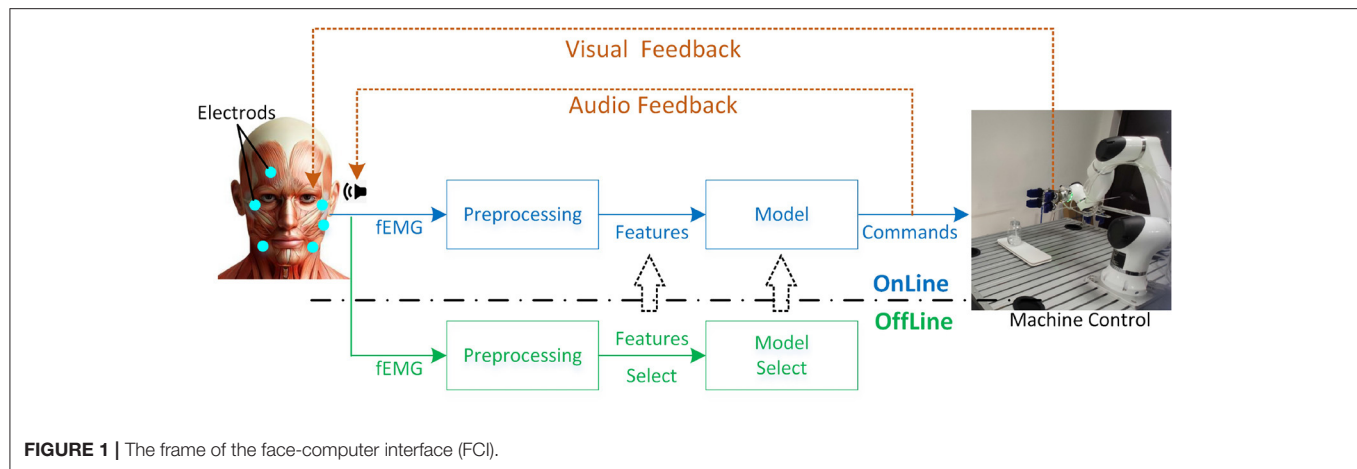 Visual Feedback
Audio Feedback
Electrods
fEMG
Preprocessing
Features
Model
Commands
OnLine
OffLine
Machine Control
fEMG
Preprocessing
Features
Select
Model
Select
FIGURE 1 | The frame of the face-computer interface (FCI).